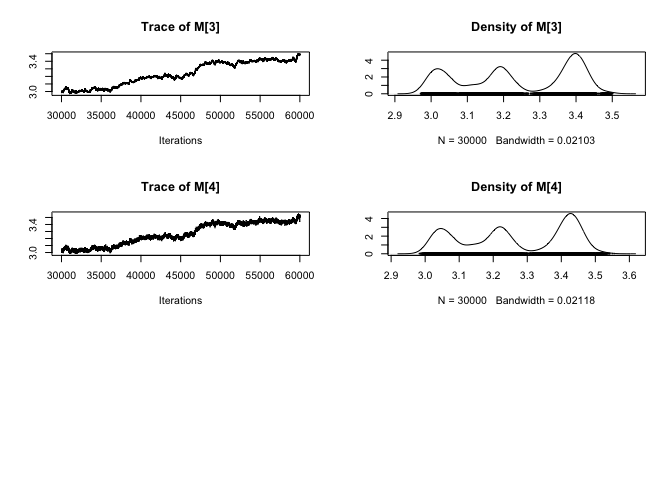 Trace of M[3]
3.0 3.4
30000 35000 40000 45000 50000 55000 60000
Iterations
Density of M[3]
0 2 4
2.9 3.0 3.1 3.2 3.3 3.4 3.5
N = 30000 Bandwidth = 0.02103
Trace of M[4]
3.0 3.4
30000 35000 40000 45000 50000 55000 60000
Iterations
Density of M[4]
0 2 4
2.9 3.0 3.1 3.2 3.3 3.4 3.5 3.6
N = 30000 Bandwidth = 0.02118